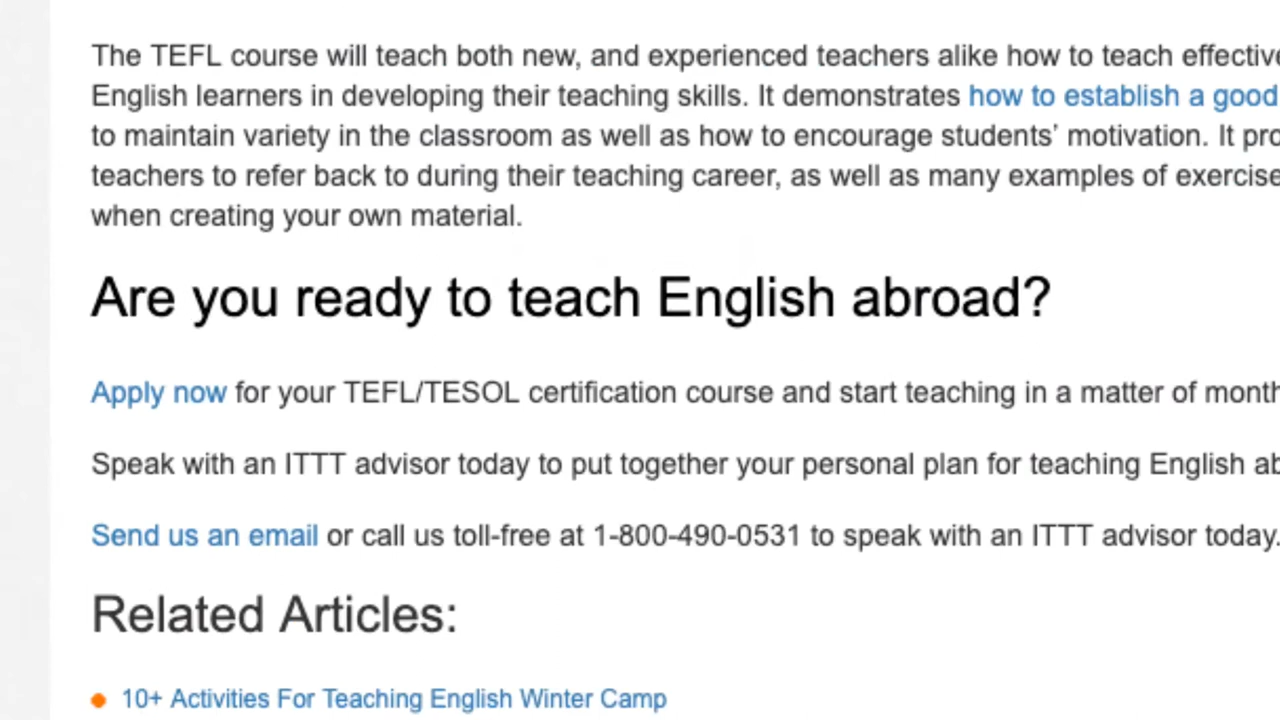 The TEFL course will teach both new, and experienced teachers alike how to teach effective
English learners in developing their teaching skills. It demonstrates how to establish a good
to maintain variety in the classroom as well as how to encourage students’ motivation. It pro
teachers to refer back to during their teaching career, as well as many examples of exercise
when creating your own material.
Are you ready to teach English abroad?
Apply now for your TEFL/TESOL certification course and start teaching in a matter of month
Speak with an ITTT advisor today to put together your personal plan for teaching English ab
Send us an email or call us toll-free at 1-800-490-0531 to speak with an ITTT advisor today.
Related Articles:
10+ Activities For Teaching English Winter Camp